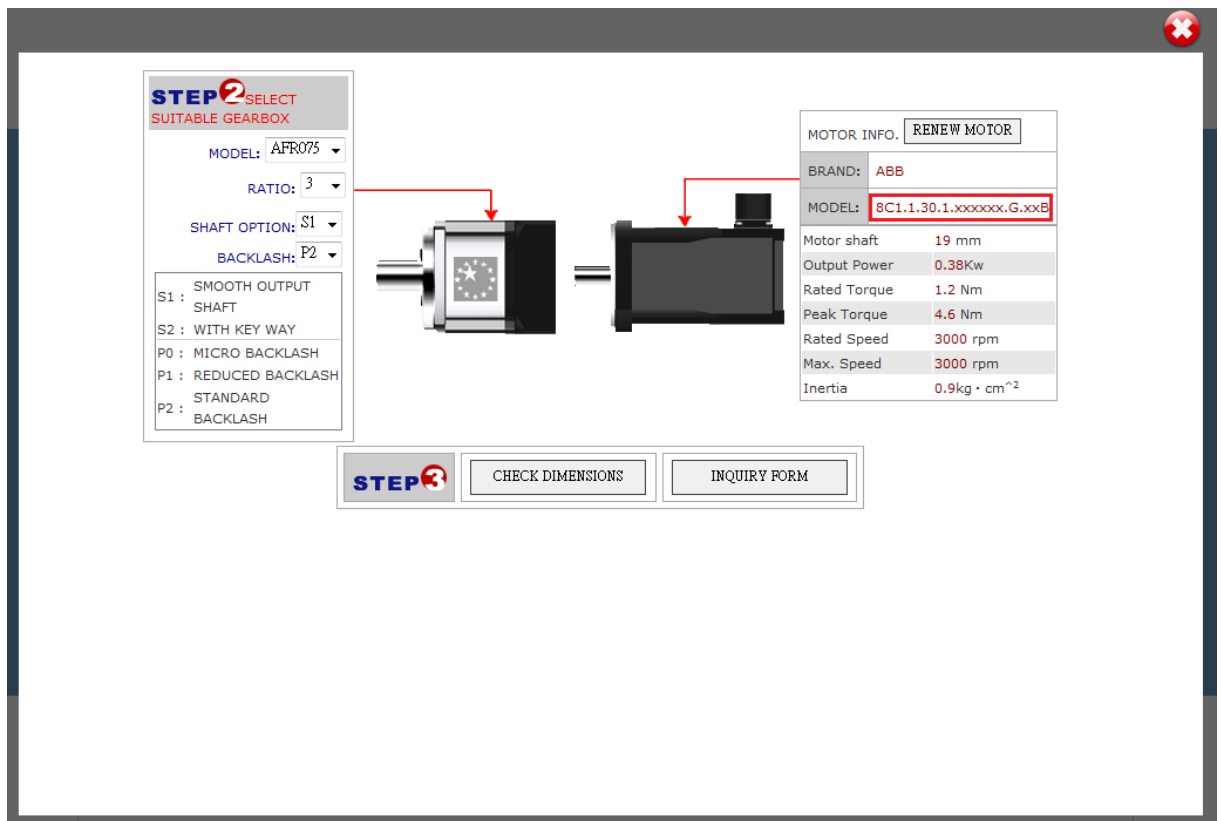 STEP2 SELECT
SUITABLE GEARBOX
MODEL: AFR075
RATIO: 3
SHAFT OPTION: S1
BACKLASH: P2
S1 : SMOOTH OUTPUT
SHAFT
S2 : WITH KEY WAY
P0 : MICRO BACKLASH
P1 : REDUCED BACKLASH
P2 : STANDARD
BACKLASH
MOTOR INFO. RENEW MOTOR
BRAND: ABB
MODEL: 8C1.1.30.1.xxxxxx.G.xxB
Motor shaft 19 mm
Output Power 0.38Kw
Rated Torque 1.2 Nm
Peak Torque 4.6 Nm
Rated Speed 3000 rpm
Max. Speed 3000 rpm
Inertia 0.9kg・cm^2
STEP3 CHECK DIMENSIONS INQUIRY FORM